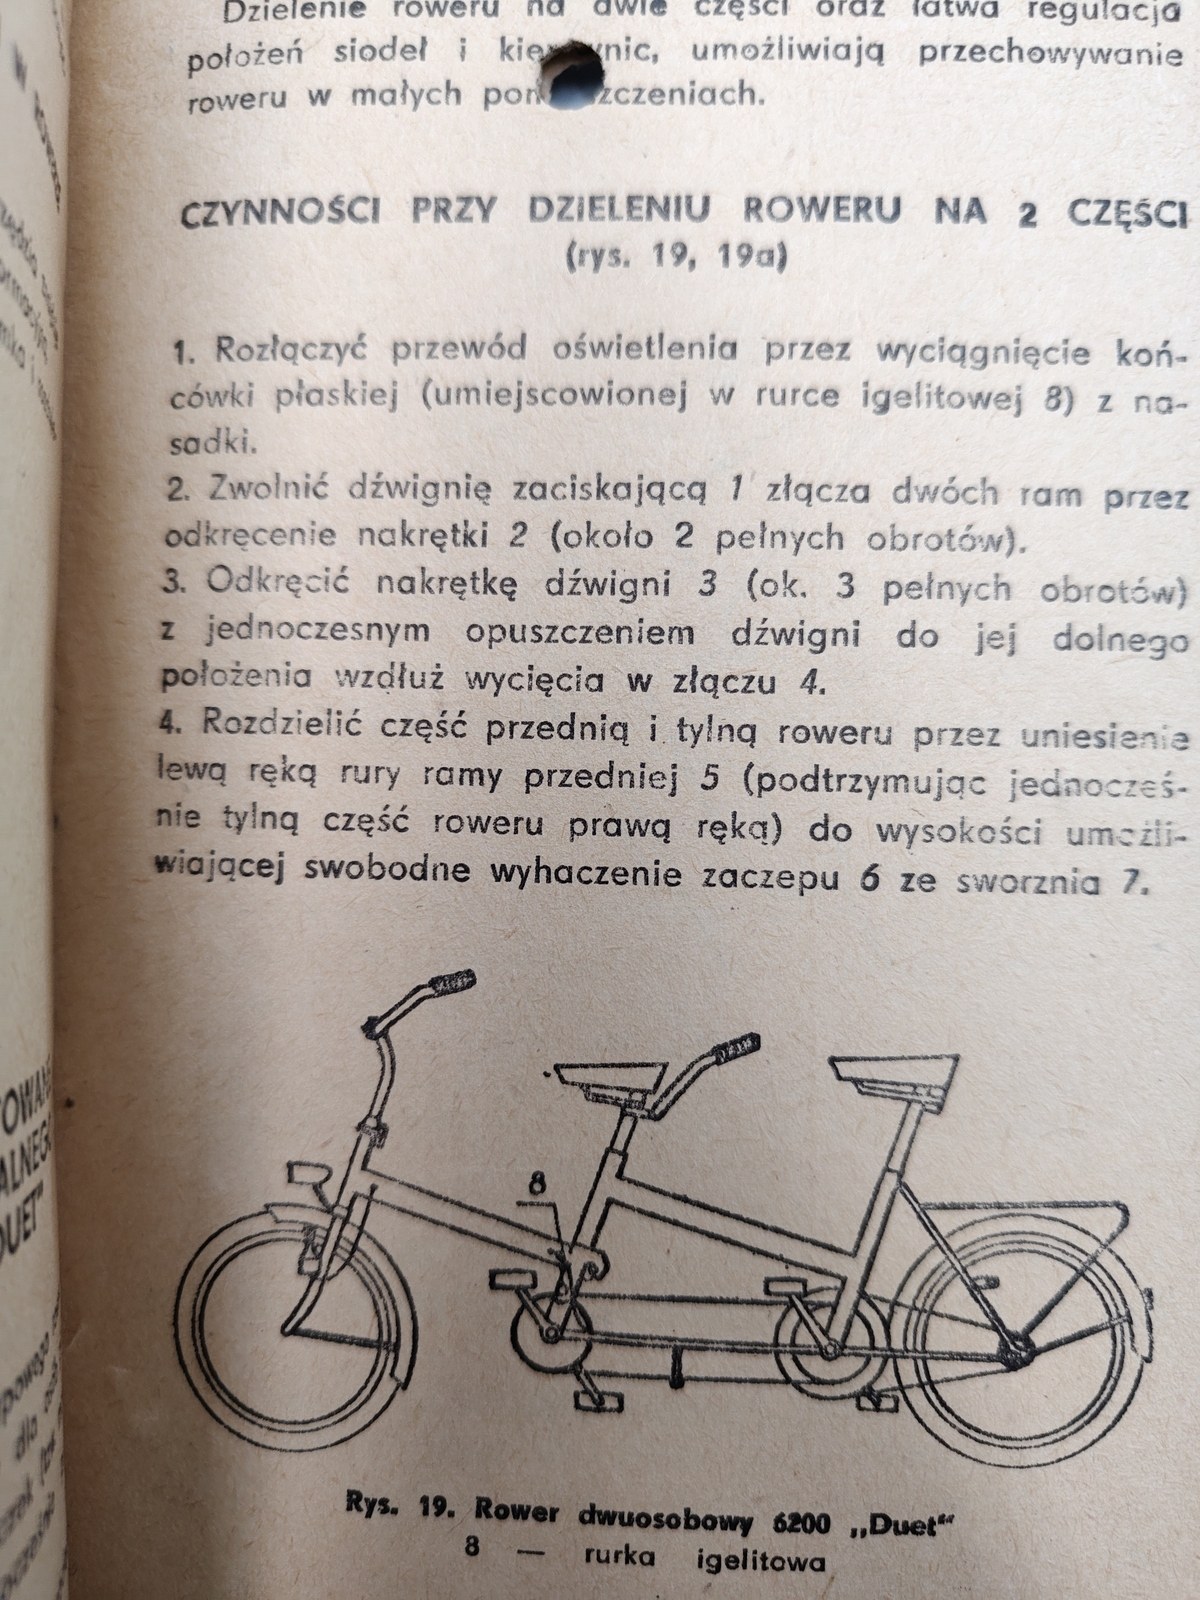 Dzielenie roweru na dwie części oraz łatwa regulacja
położeń siodeł i kierownic, umożliwiają przechowywanie
roweru w małych pomieszczeniach.
CZYNNOŚCI PRZY DZIELENIU ROWERU NA 2 CZĘŚCI
(rys. 19, 19a)
1. Rozłączyć przewód oświetlenia przez wyciągnięcie koń-
cówki płaskiej (umiejscowionej w rurce igelitowej 8) z na-
sadki.
2. Zwolnić dźwignię zaciskającą 1 złącza dwóch ram przez
odkręcenie nakrętki 2 (około 2 pełnych obrotów).
3. Odkręcić nakrętkę dźwigni 3 (ok. 3 pełnych obrotów)
z jednoczesnym opuszczeniem dźwigni do jej dolnego
położenia wzdłuż wycięcia w złączu 4.
4. Rozdzielić część przednią i tylną roweru przez uniesienie
lewą ręką rury ramy przedniej 5 (podtrzymując jednocześ-
nie tylną część roweru prawą ręką) do wysokości umożli-
wiającej swobodne wyhaczenie zaczepu 6 ze sworznia 7.
8
Rys. 19. Rower dwuosobowy 6200 „Duet“
8 — rurka igelitowa